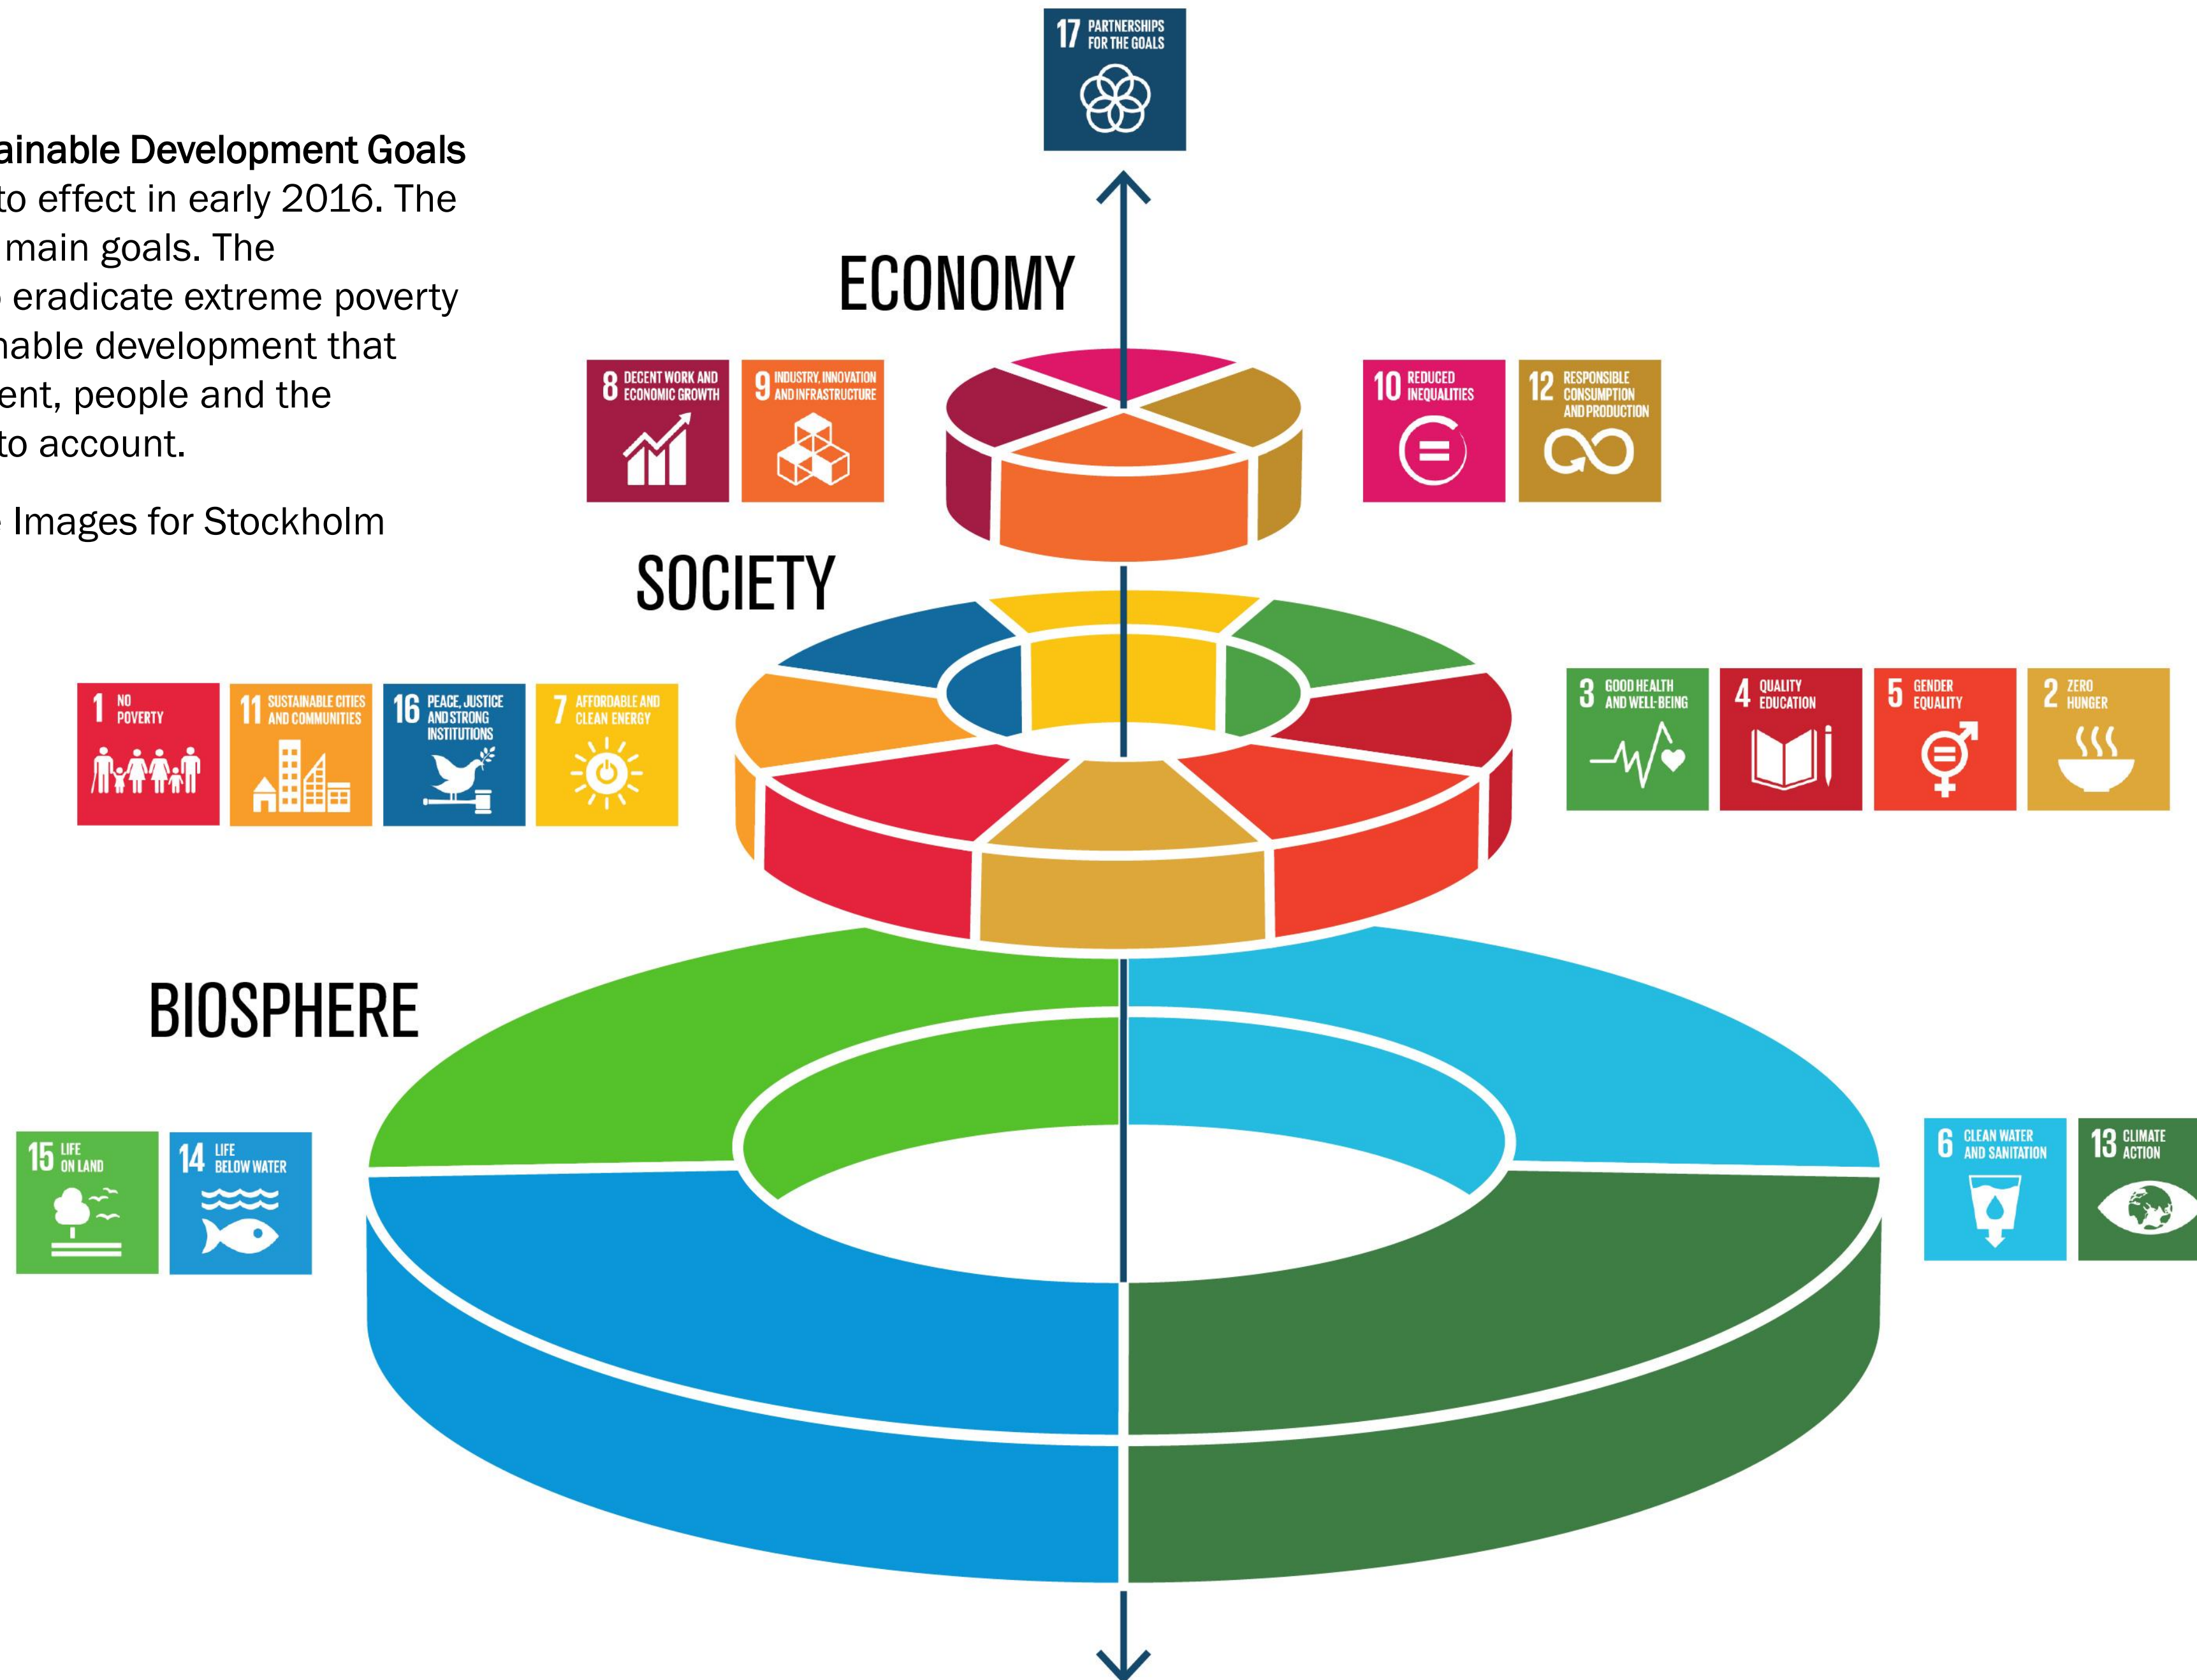 17 PARTNERSHIPS
FOR THE GOALS
ainable Development Goals
to effect in early 2016. The
main goals. The
eradicate extreme poverty
nable development that
ent, people and the
to account.
Images for Stockholm
ECONOMY
8 DECENT WORK AND
ECONOMIC GROWTH
9 INDUSTRY, INNOVATION
AND INFRASTRUCTURE
10 REDUCED
INEQUALITIES
12 RESPONSIBLE
CONSUMPTION
AND PRODUCTION
SOCIETY
1 NO
POVERTY
11 SUSTAINABLE CITIES
AND COMMUNITIES
16 PEACE, JUSTICE
AND STRONG
INSTITUTIONS
7 AFFORDABLE AND
CLEAN ENERGY
3 GOOD HEALTH
AND WELL-BEING
4 QUALITY
EDUCATION
5 GENDER
EQUALITY
2 ZERO
HUNGER
BIOSPHERE
15 LIFE
ON LAND
14 LIFE
BELOW WATER
6 CLEAN WATER
AND SANITATION
13 CLIMATE
ACTION